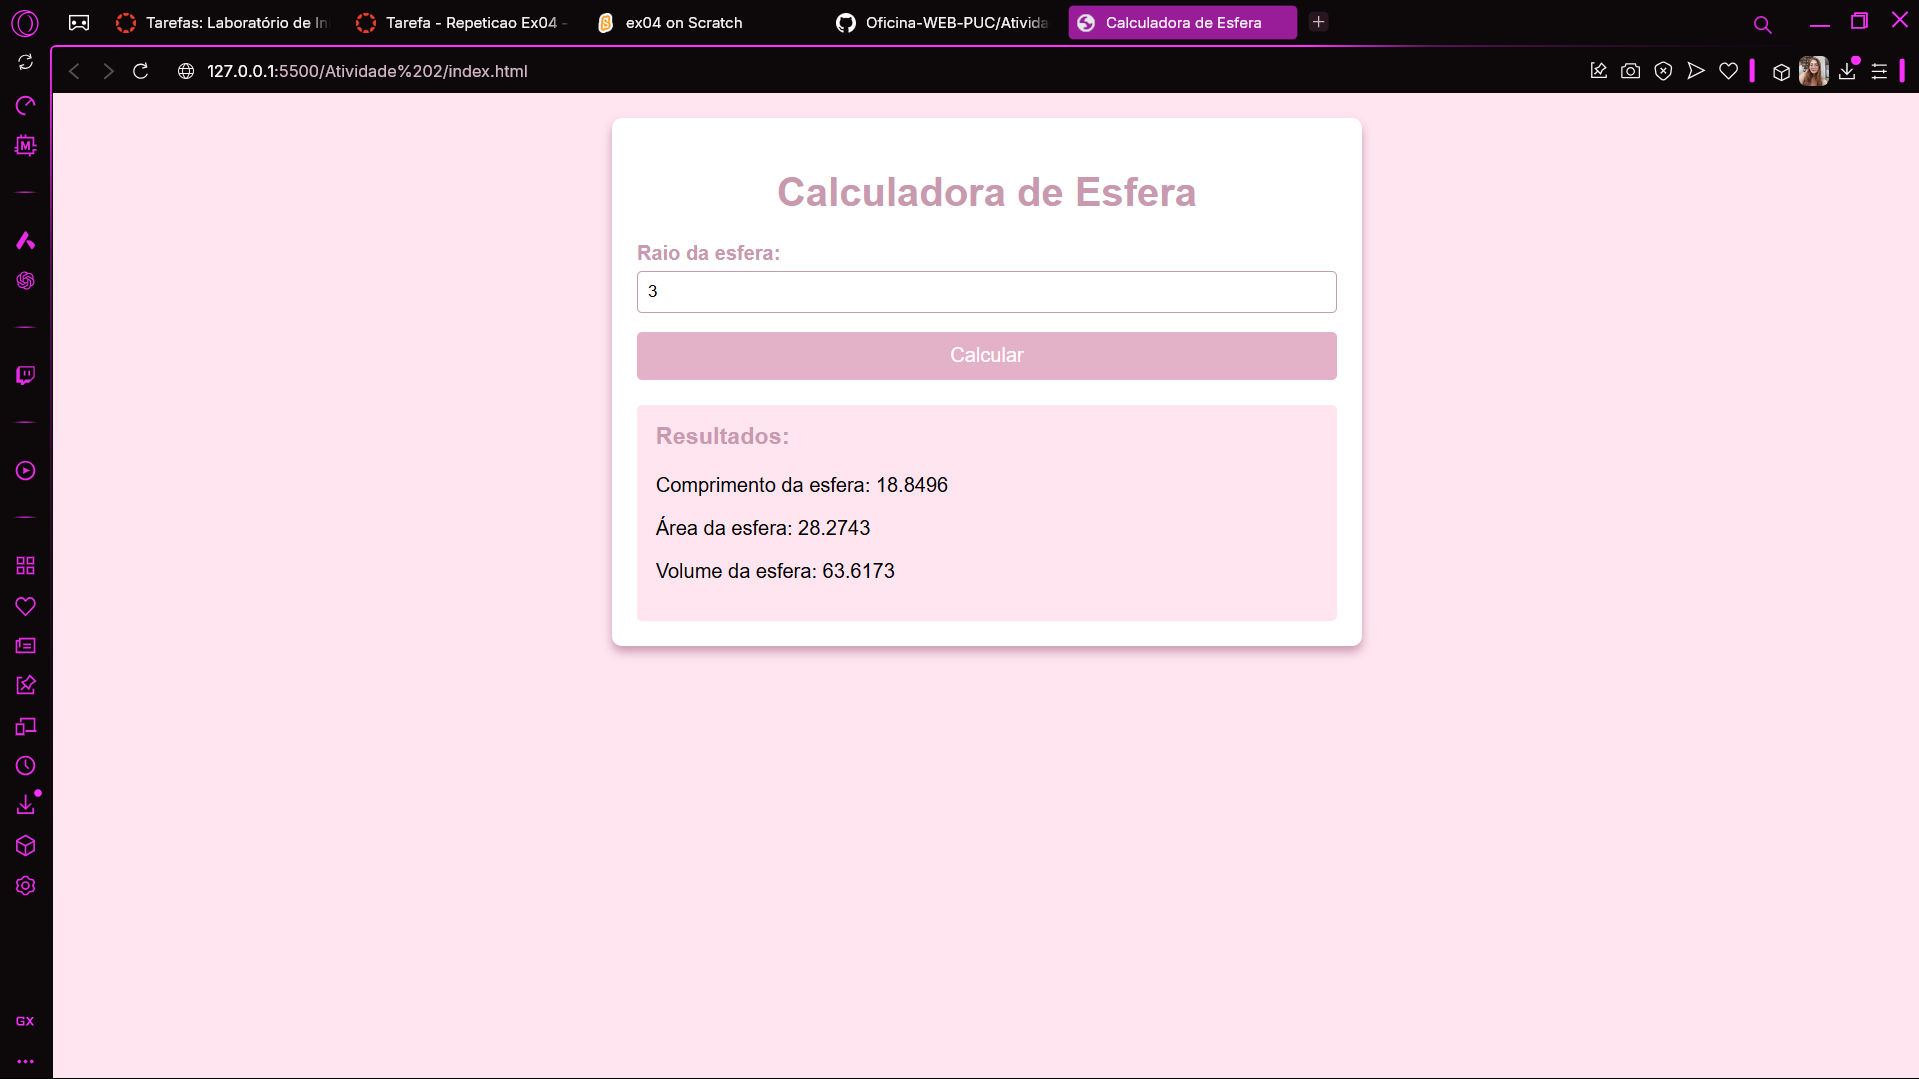 Tarefas: Laboratório de In
Tarefa - Repeticao Ex04 -
ex04 on Scratch
Oficina-WEB-PUC/Ativida
Calculadora de Esfera
127.0.0.1:5500/Atividade%202/index.html
M
Calculadora de Esfera
Raio da esfera:
3
Calcular
Resultados:
Comprimento da esfera: 18.8496
Área da esfera: 28.2743
Volume da esfera: 63.6173
GX